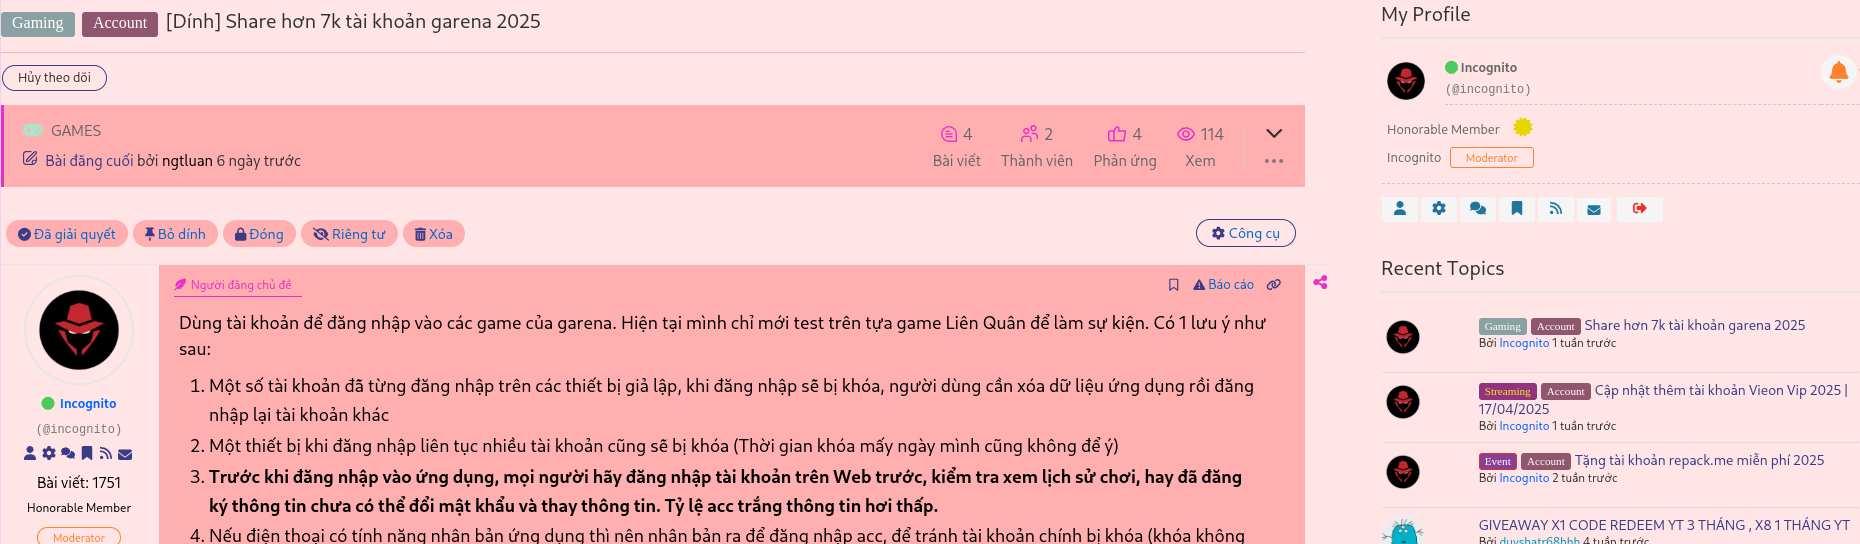 Gaming Account [Dính] Share hơn 7k tài khoản garena 2025
Hủy theo dõi
GAMES
Bài đăng cuối bởi ngtluan 6 ngày trước
4 2 4 114
Bài viết Thành viên Phản ứng Xem
Đã giải quyết Bỏ dính Đóng Riêng tư Xóa Công cụ
Incognito
(@incognito)
Bài viết: 1751
Honorable Member
Moderator
Người đăng chủ đề Báo cáo
Dùng tài khoản để đăng nhập vào các game của garena. Hiện tại mình chỉ mới test trên tựa game Liên Quân để làm sự kiện. Có 1 lưu ý như
sau:
1. Một số tài khoản đã từng đăng nhập trên các thiết bị giả lập, khi đăng nhập sẽ bị khóa, người dùng cần xóa dữ liệu ứng dụng rồi đăng
nhập lại tài khoản khác
2. Một thiết bị khi đăng nhập liên tục nhiều tài khoản cũng sẽ bị khóa (Thời gian khóa mấy ngày mình cũng không để ý)
3. Trước khi đăng nhập vào ứng dụng, mọi người hãy đăng nhập tài khoản trên Web trước, kiểm tra xem lịch sử chơi, hay đã đăng
ký thông tin chưa có thể đổi mật khẩu và thay thông tin. Tỷ lệ acc trắng thông tin hơi thấp.
4. Nếu điện thoại có tính năng nhân bản ứng dụng thì nên nhân bản ra để đăng nhập acc, để tránh tài khoản chính bị khóa (khóa không
My Profile
Incognito
(@incognito)
Honorable Member
Incognito Moderator
Recent Topics
Gaming Account Share hơn 7k tài khoản garena 2025
Bởi Incognito 1 tuần trước
Streaming Account Cập nhật thêm tài khoản Vieon Vip 2025 |
17/04/2025
Bởi Incognito 1 tuần trước
Event Account Tặng tài khoản repack.me miễn phí 2025
Bởi Incognito 2 tuần trước
GIVEAWAY X1 CODE REDEEM YT 3 THÁNG , X8 1 THÁNG YT
Bởi duyshatr68hhh 4 tuần trước